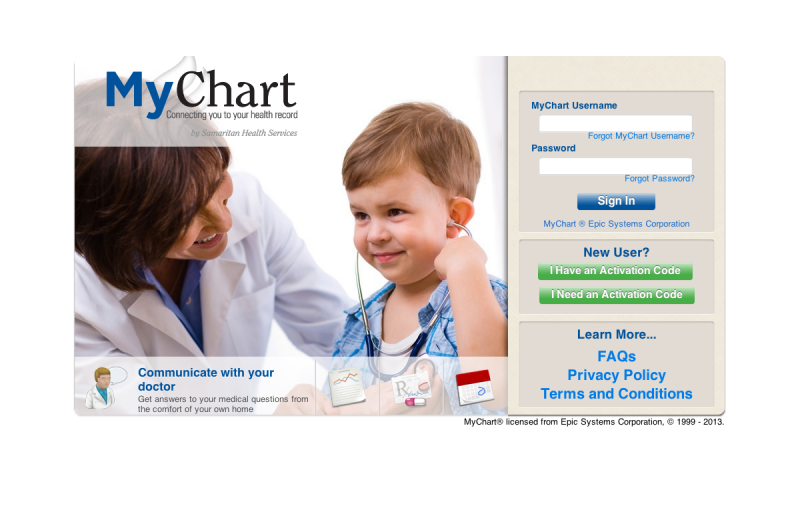 MyChart
Connecting you to your health record
by Samaritan Health Services
MyChart Username
Forgot MyChart Username?
Password
Forgot Password?
Sign In
MyChart ® Epic Systems Corporation
New User?
I Have an Activation Code
I Need an Activation Code
Learn More...
FAQs
Privacy Policy
Terms and Conditions
Communicate with your
doctor
Get answers to your medical questions from
the comfort of your own home
Rx
MyChart® licensed from Epic Systems Corporation, © 1999 - 2013.